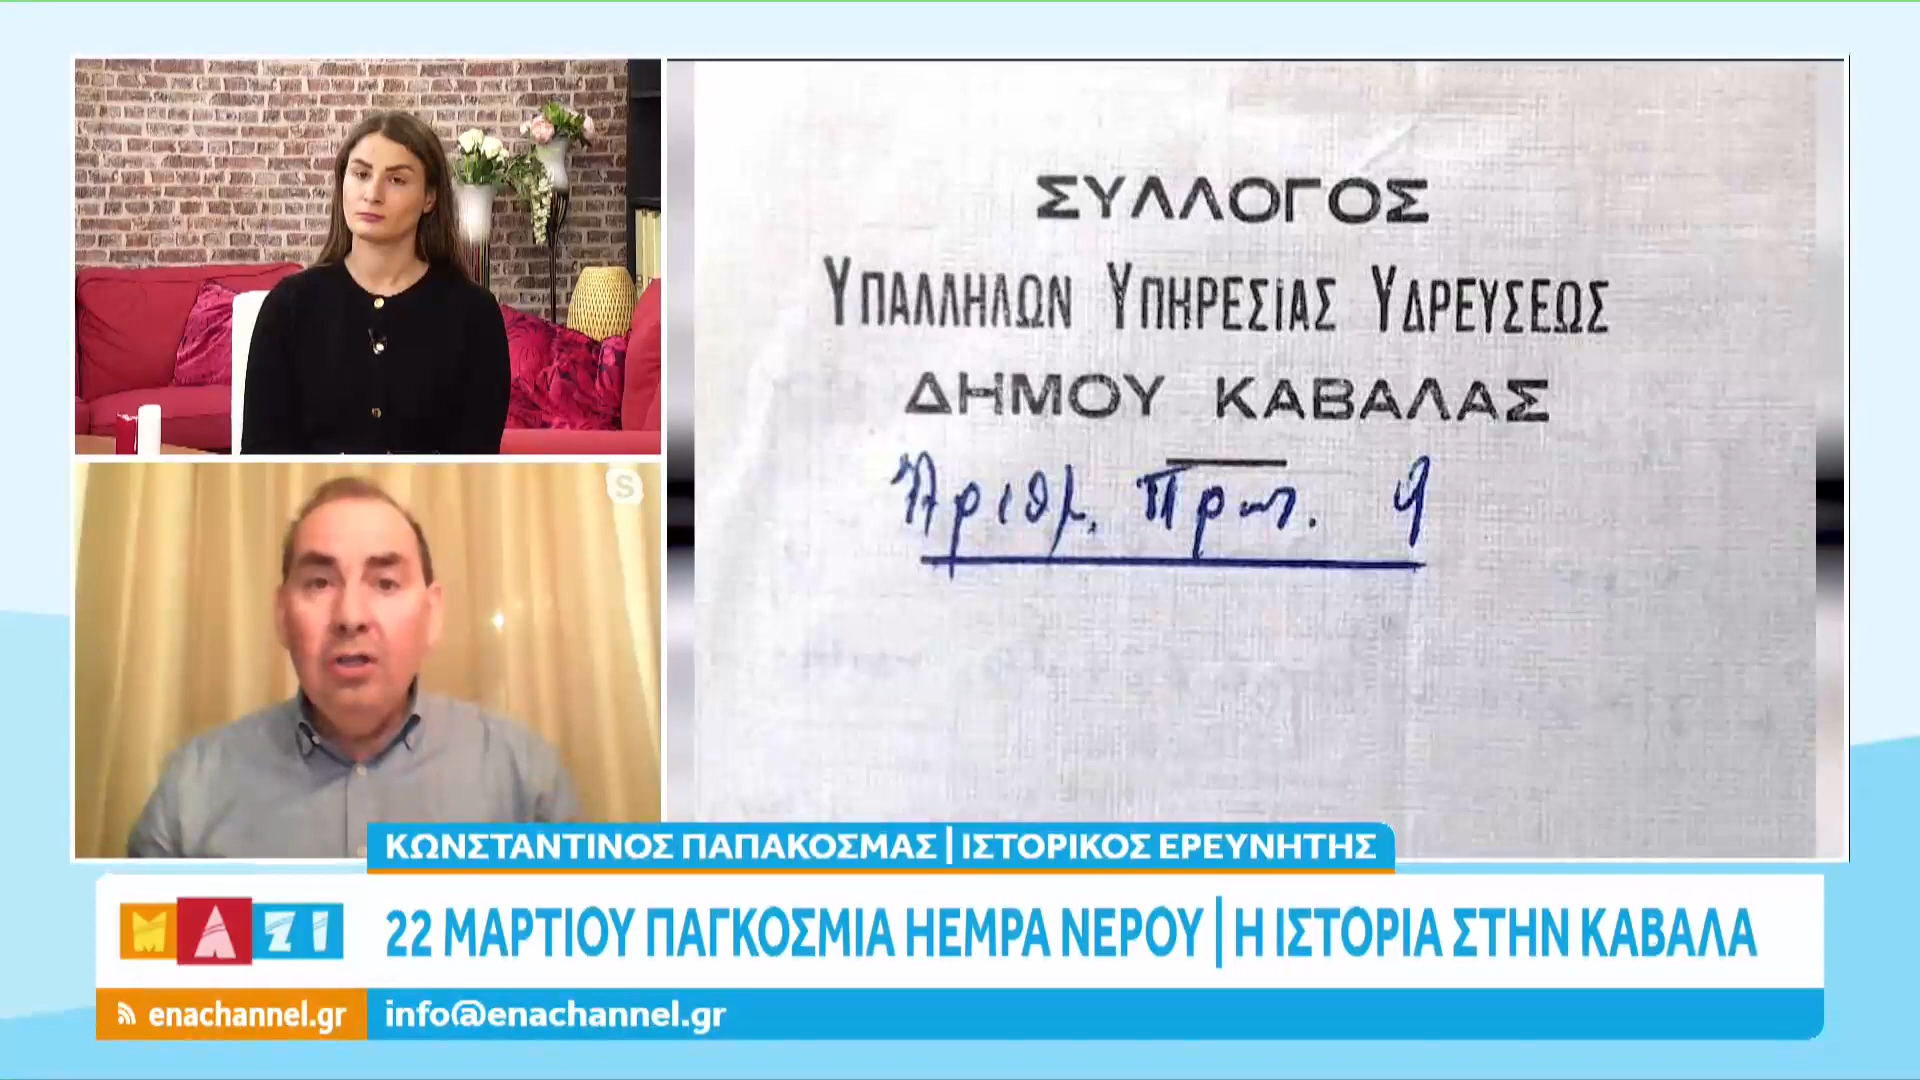 ΣΥΛΛΟΓΟΣ
ΥΠΑΛΛΗΛΩΝ ΥΠΗΡΕΣΙΑΣ ΥΔΡΕΥΣΕΩΣ
ΔΗΜΟΥ ΚΑΒΑΛΑΣ
Ἀριθμ. Πρωτ. 9
S
ΚΩΝΣΤΑΝΤΙΝΟΣ ΠΑΠΑΚΟΣΜΑΣ | ΙΣΤΟΡΙΚΟΣ ΕΡΕΥΝΗΤΗΣ
ΜΑΖΙ
22 ΜΑΡΤΙΟΥ ΠΑΓΚΟΣΜΙΑ ΗΕΜΡΑ ΝΕΡΟΥ | Η ΙΣΤΟΡΙΑ ΣΤΗΝ ΚΑΒΑΛΑ
enachannel.gr
info@enachannel.gr